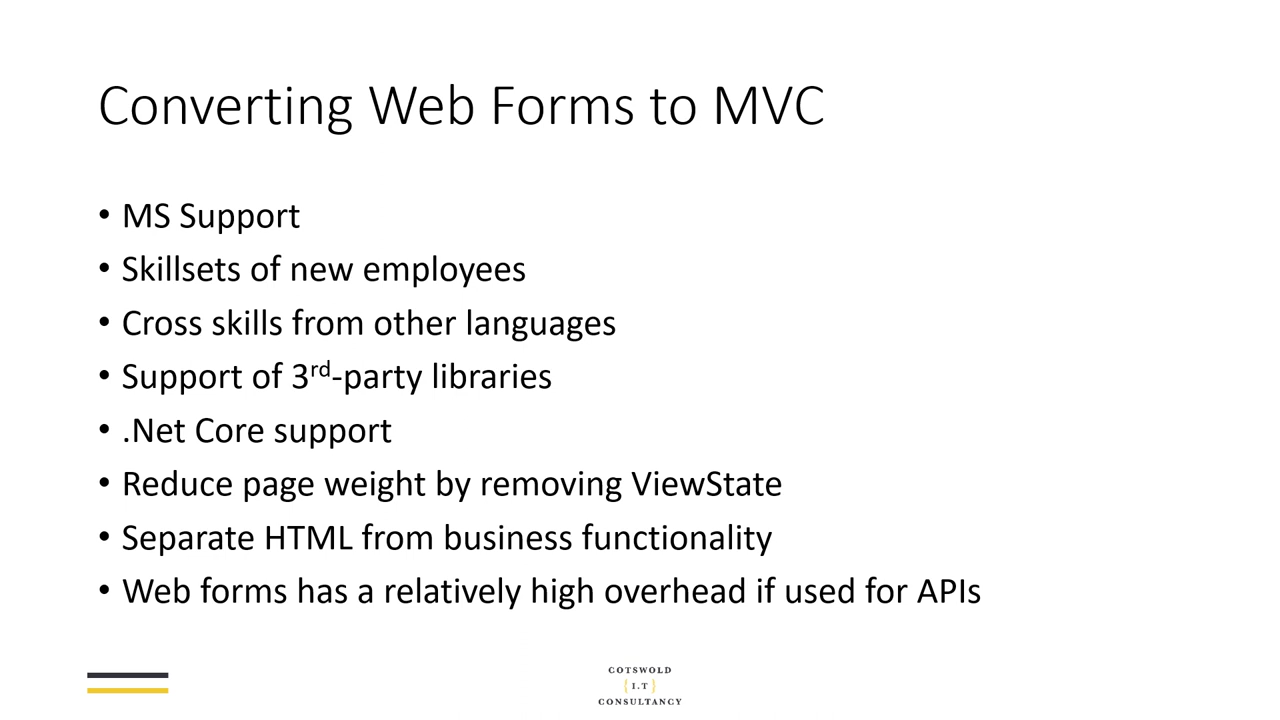 Converting Web Forms to MVC
• MS Support
• Skillsets of new employees
• Cross skills from other languages
• Support of 3rd-party libraries
• .Net Core support
• Reduce page weight by removing ViewState
• Separate HTML from business functionality
• Web forms has a relatively high overhead if used for APIs
COTSWOLD
{I.T}
CONSULTANCY